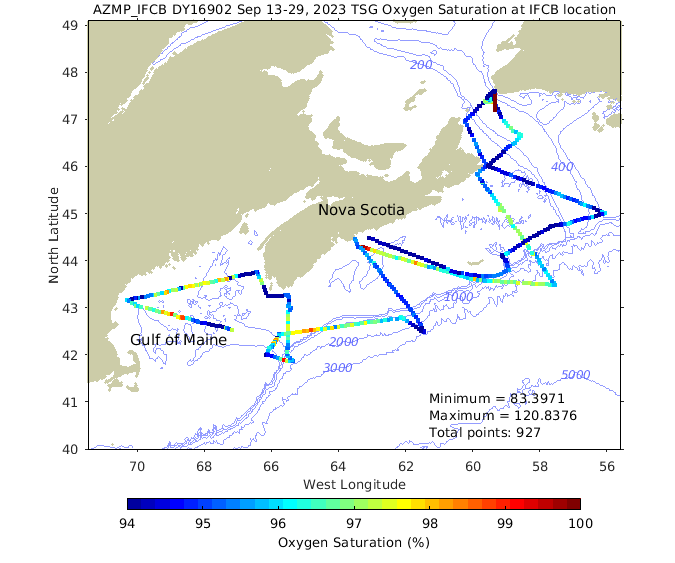 AZMP_IFCB DY16902 Sep 13-29, 2023 TSG Oxygen Saturation at IFCB location
49
48
47
46
45
44
43
42
41
40
North Latitude
200
400
Nova Scotia
1000
Gulf of Maine
2000
3000
5000
Minimum = 83.3971
Maximum = 120.8376
Total points: 927
70 68 66 64 62 60 58 56
West Longitude
94 95 96 97 98 99 100
Oxygen Saturation (%)